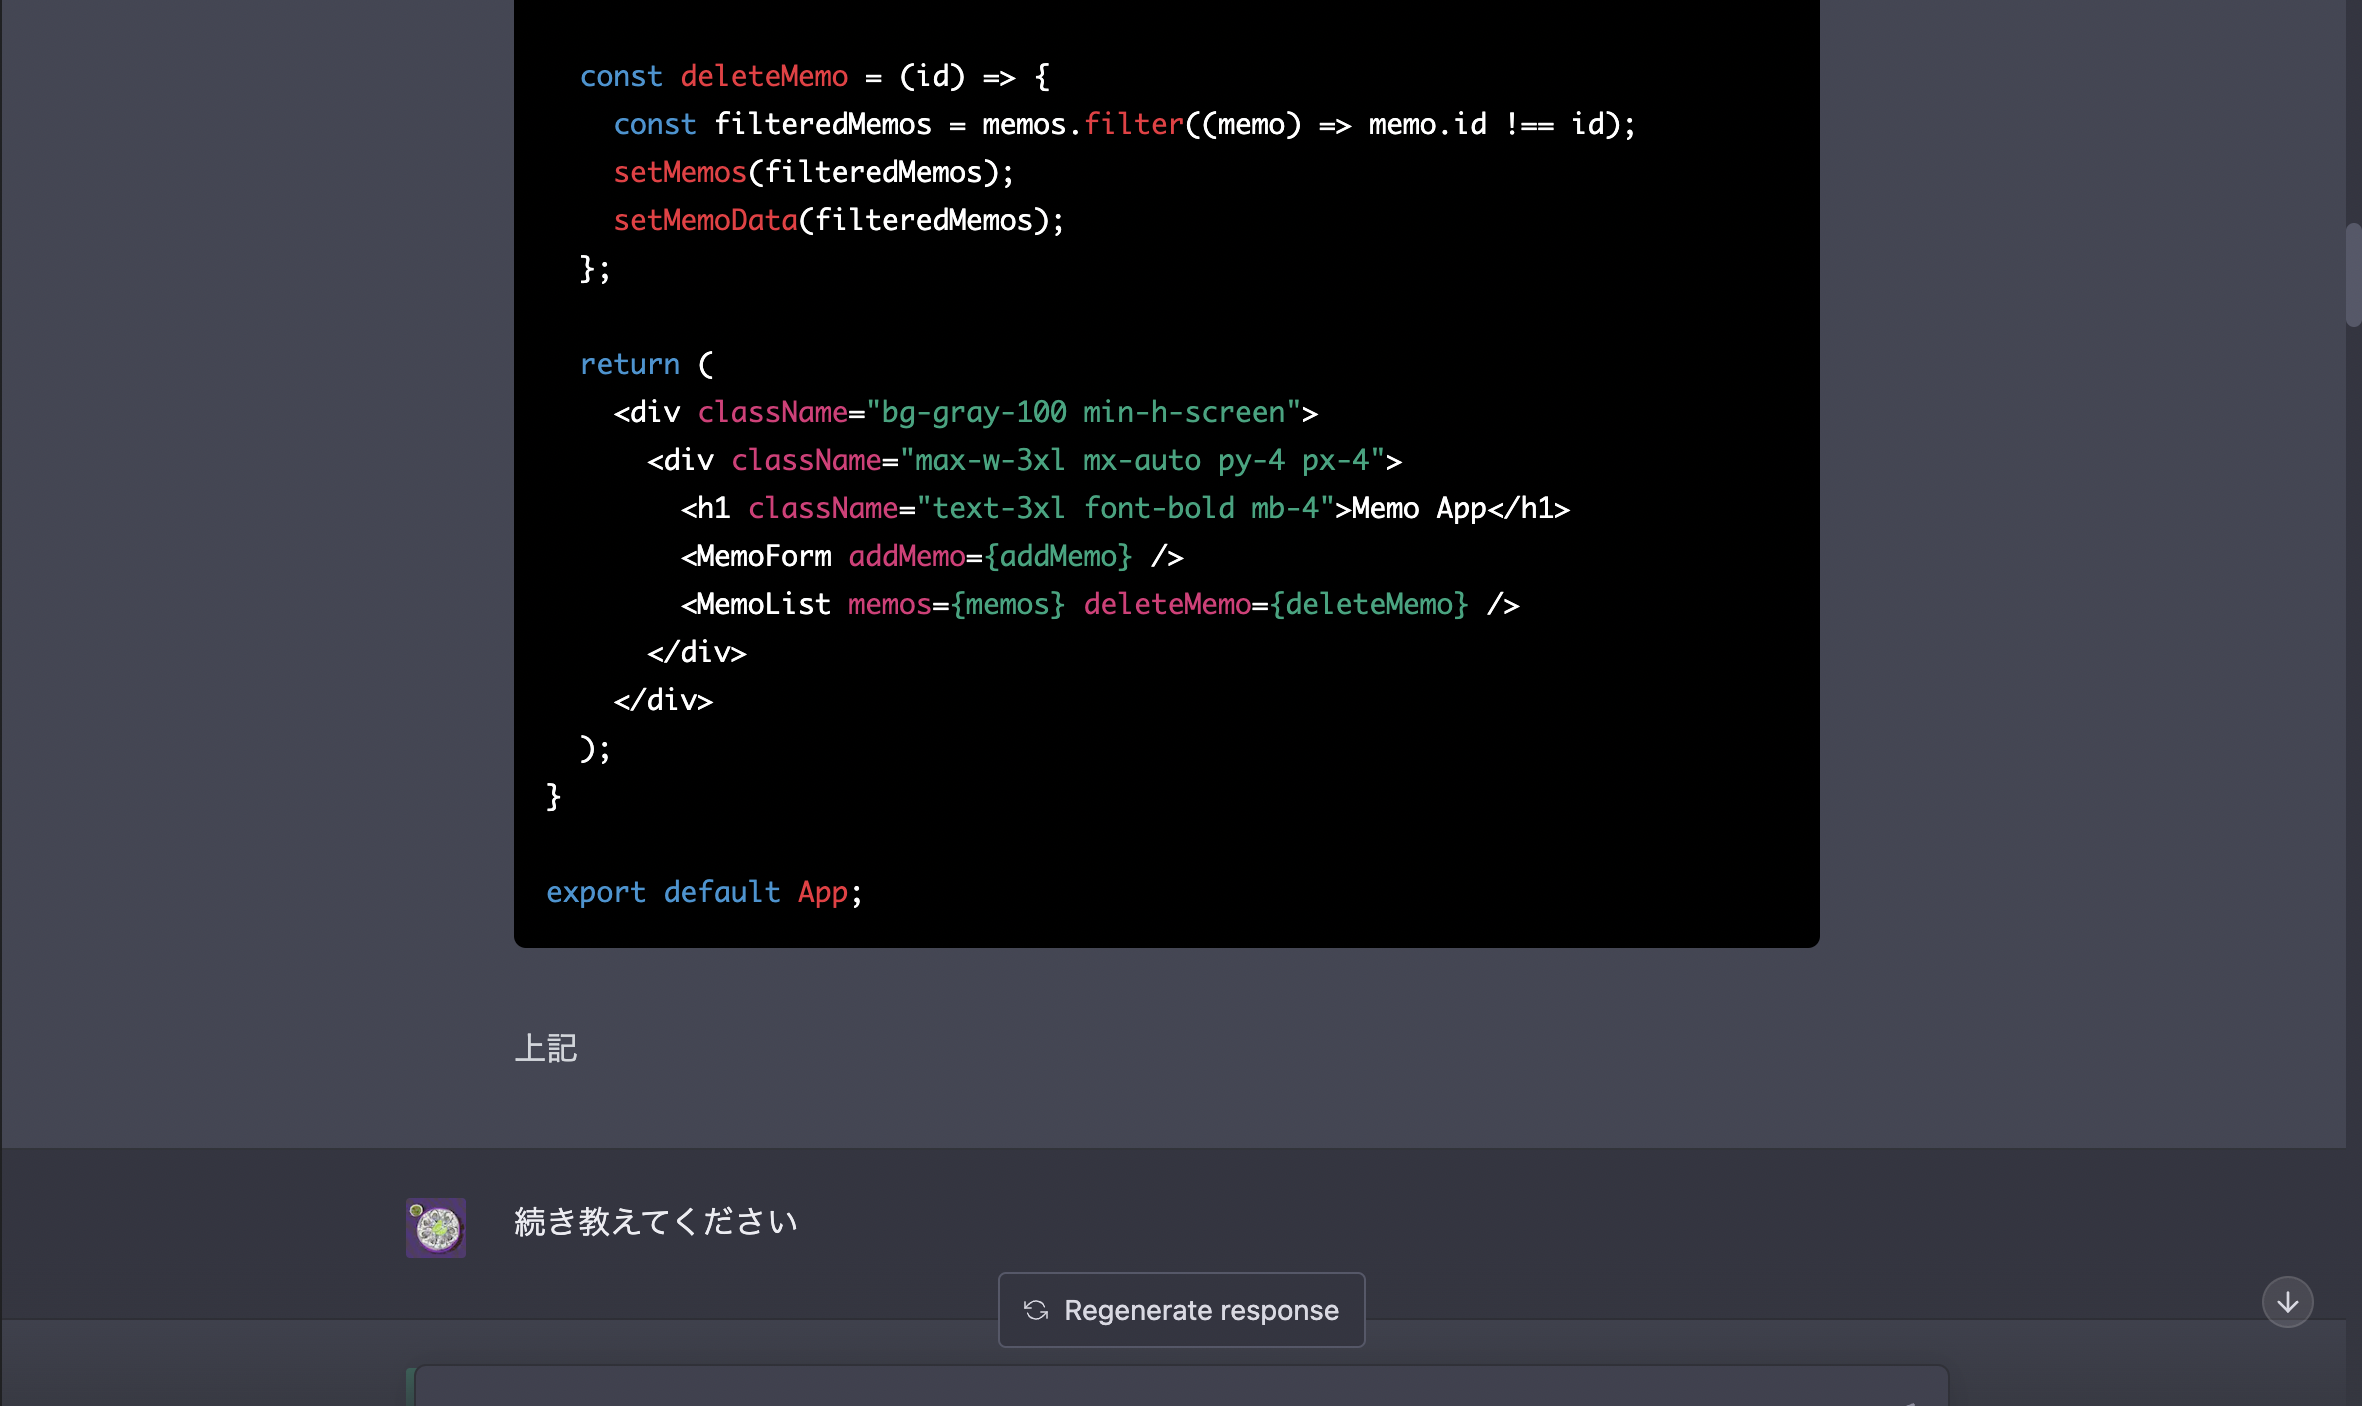 const deleteMemo = (id) => {
const filteredMemos = memos.filter((memo) => memo.id !== id);
setMemos(filteredMemos);
setMemoData(filteredMemos);
};
return (
<div className="bg-gray-100 min-h-screen">
<div className="max-w-3xl mx-auto py-4 px-4">
<h1 className="text-3xl font-bold mb-4">Memo App</h1>
<MemoForm addMemo={addMemo} />
<MemoList memos={memos} deleteMemo={deleteMemo} />
</div>
</div>
);
}
export default App;
上記
続き教えてください
Regenerate response